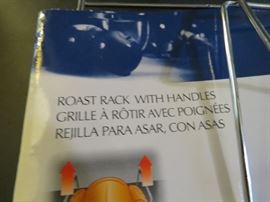 ROAST RACK WITH HANDLES
GRILLE À RÔTIR AVEC POIGNÉES
REJILLA PARA ASAR, CON ASAS